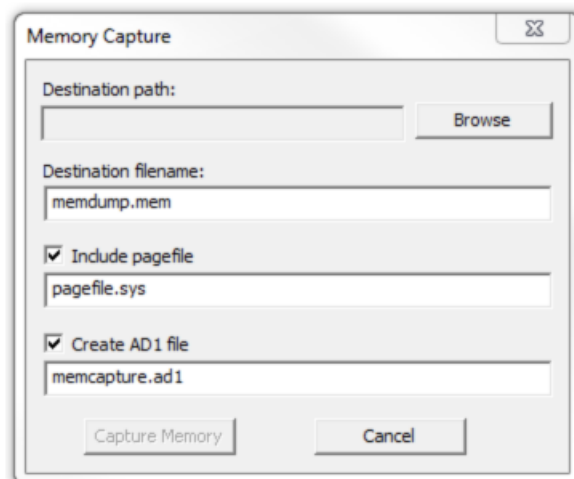 Memory Capture
Destination path:
Browse
Destination filename:
memdump.mem
Include pagefile
pagefile.sys
Create AD1 file
memcapture.ad1
Capture Memory Cancel